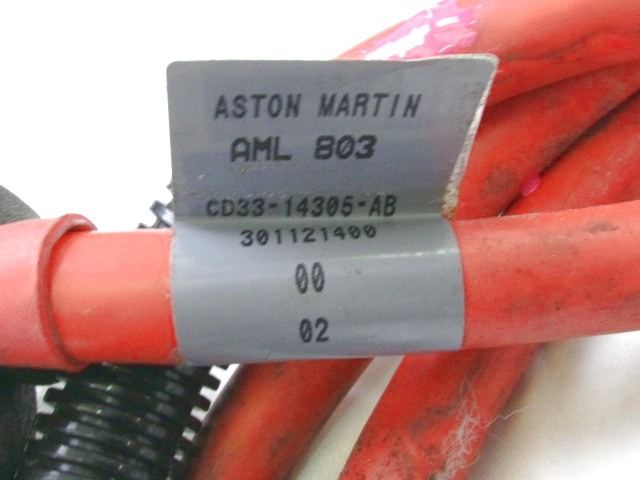 ASTON MARTIN
AML 803
CD33-14305-AB
301121400
00
02